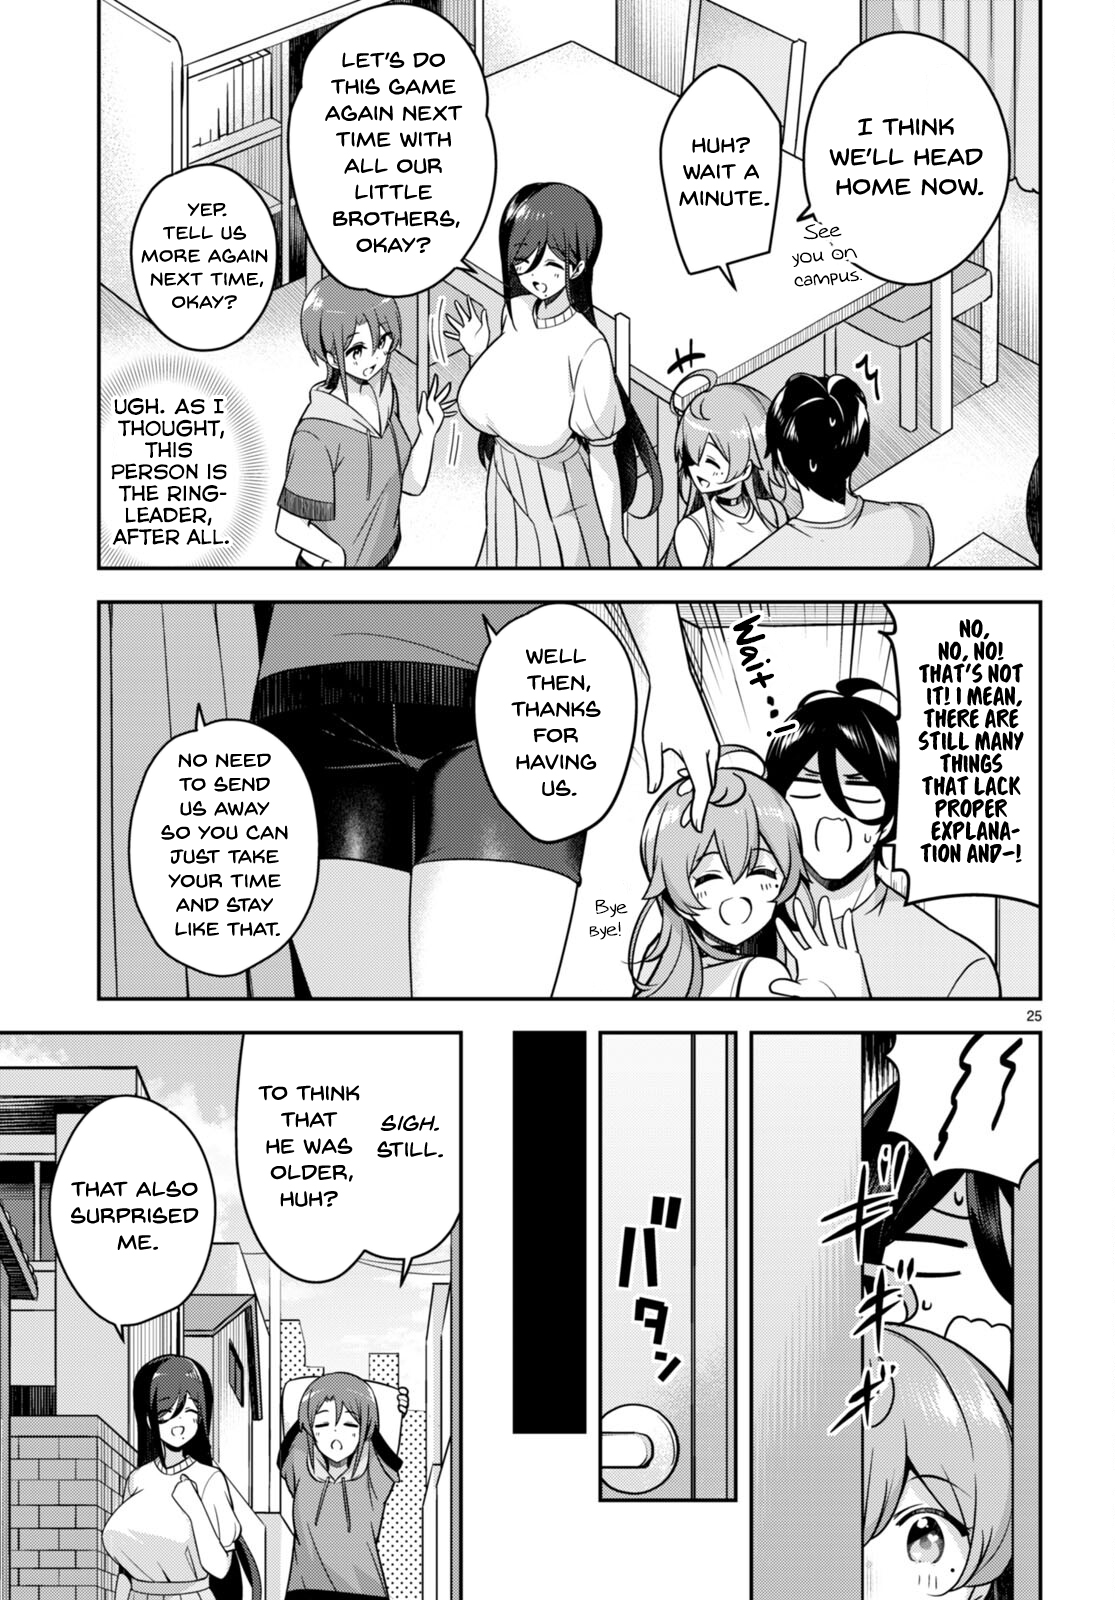 I THINK
WE'LL HEAD
HOME NOW.
See
you on
campus.
HUH?
WAIT A
MINUTE.
LET'S DO
THIS GAME
AGAIN NEXT
TIME WITH
ALL OUR
LITTLE
BROTHERS,
OKAY?
YEP.
TELL US
MORE AGAIN
NEXT TIME,
OKAY?
UGH. AS I
THOUGHT,
THIS
PERSON IS
THE RING-
LEADER,
AFTER ALL.
NO,
NO, NO!
THAT'S NOT
IT! I MEAN,
THERE ARE
STILL MANY
THINGS
THAT LACK
PROPER
EXPLANA-
TION AND-!
Wait...!!
WELL
THEN,
THANKS
FOR
HAVING
US.
Bye
Bye!
NO NEED
TO SEND
US AWAY
SO YOU CAN
JUST TAKE
YOUR TIME
AND STAY
LIKE THAT.
25
ギギギ
バタン
SIGH.
STILL.
TO THINK
THAT
HE WAS
OLDER,
HUH?
THAT ALSO
SURPRISED
ME.